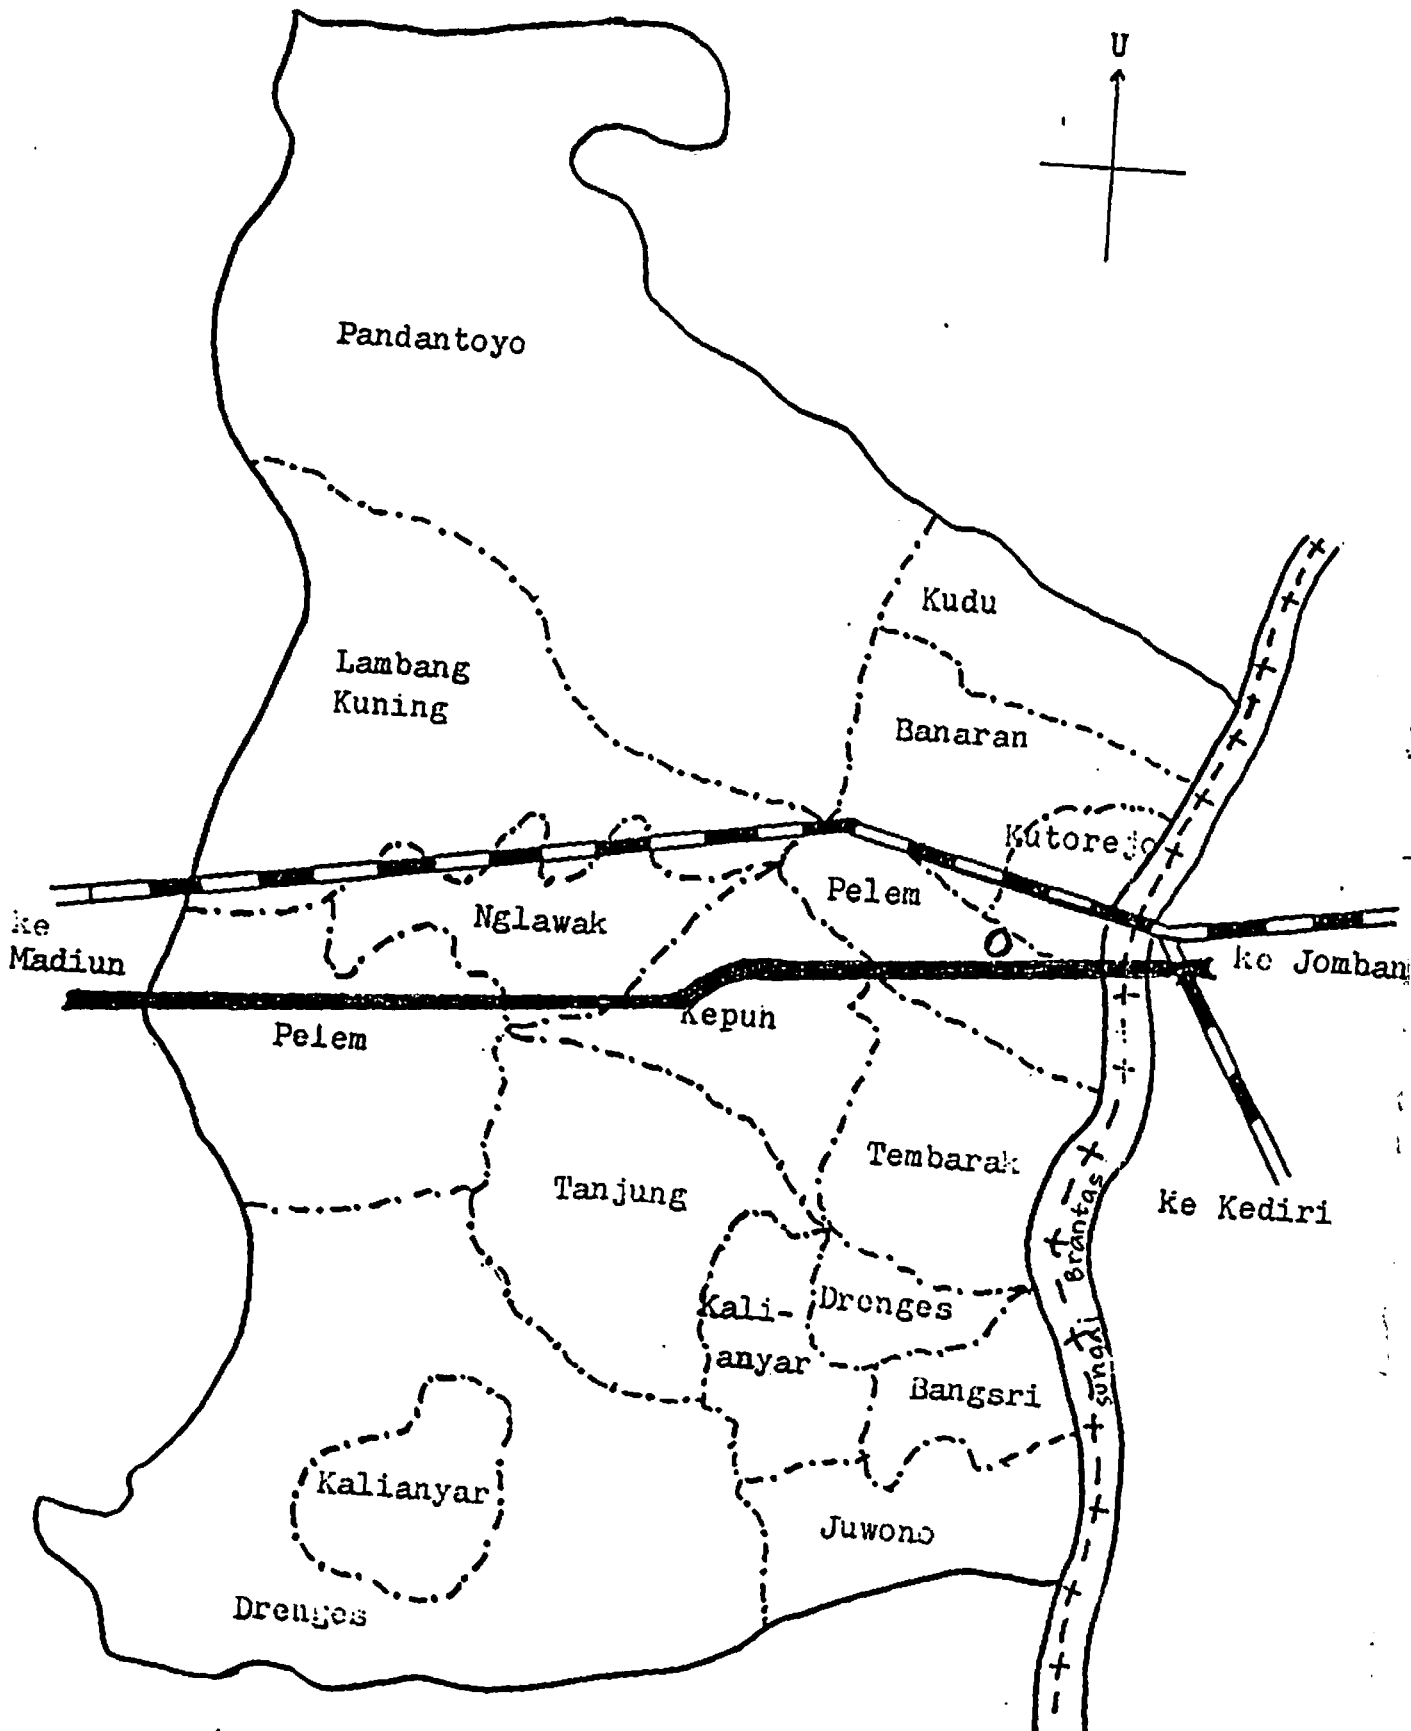 U
Pandantoyo
Kudu
Lambang
Kuning
Banaran
Kutorejo
Pelem
Nglawak
ke
Madiun
ke Jomban
Kepuh
Pelem
Tembarak
Tanjung
ke Kediri
Sungai Brantas
Kali-
anyar
Drenges
Bangsri
Kalianyar
Juwono
Drenges